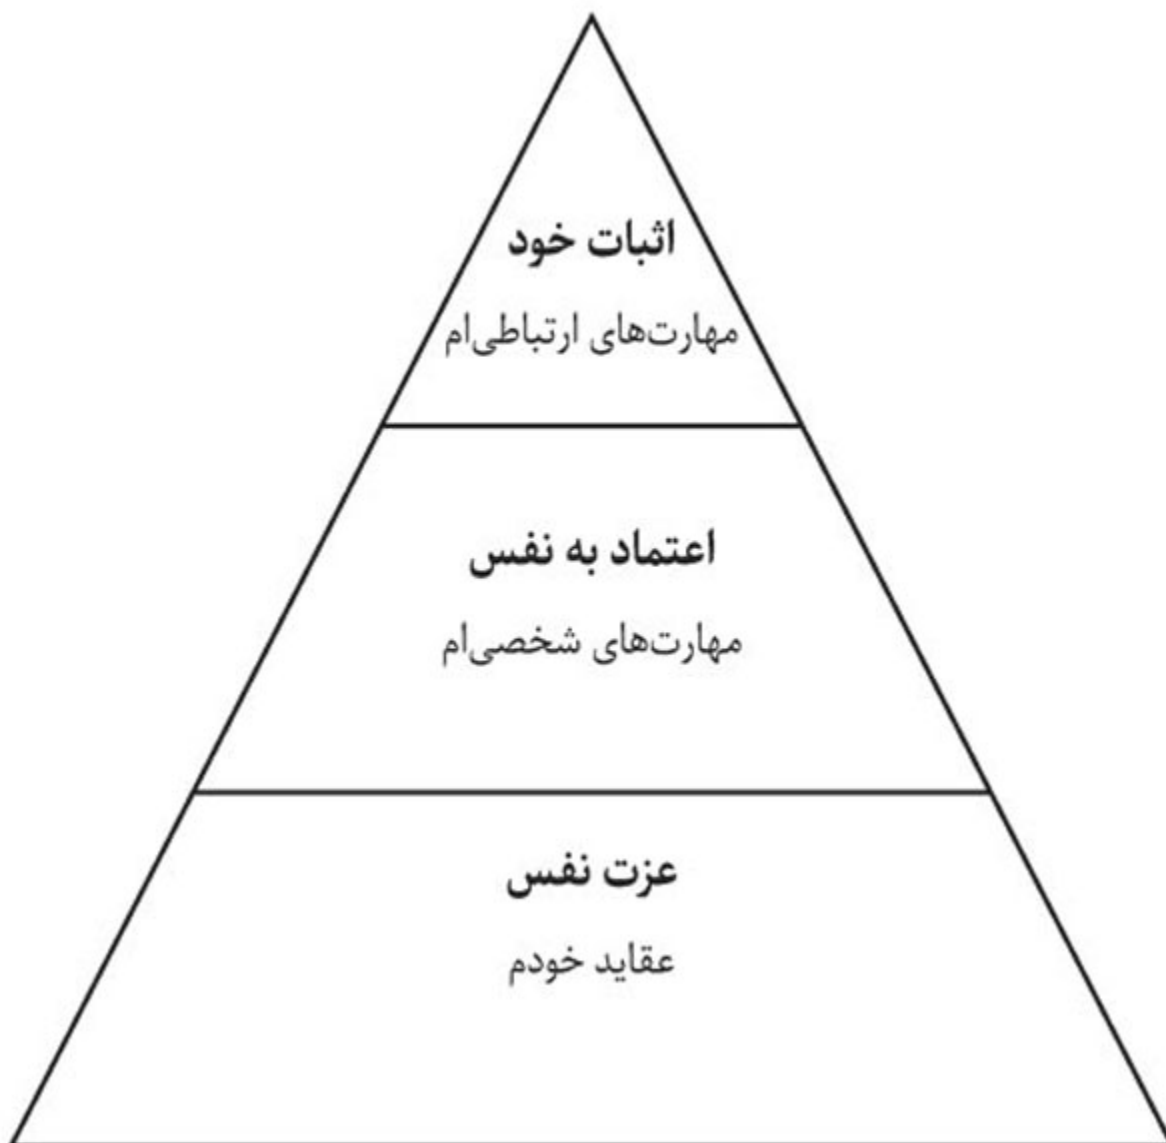 اثبات خود
مهارت‌های ارتباطی‌ام
اعتماد به نفس
مهارت‌های شخصی‌ام
عزت نفس
عقاید خودم